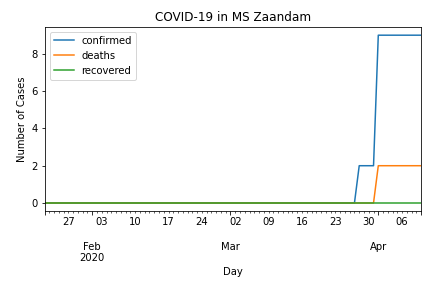 COVID-19 in MS Zaandam
confirmed
deaths
recovered
Number of Cases
8
6
4
2
0
27 03 10 17 24 02 09 16 23 30 06
Feb Mar Apr
2020
Day